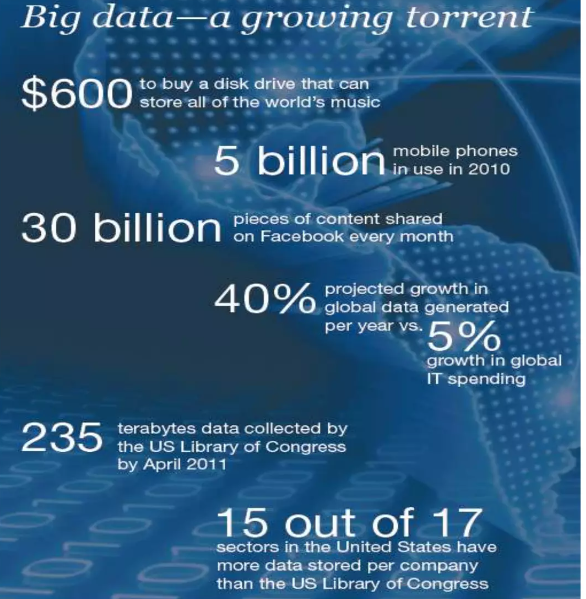 Big data—a growing torrent
$600 to buy a disk drive that can
store all of the world's music
5 billion mobile phones
in use in 2010
30 billion pieces of content shared
on Facebook every month
40% projected growth in
global data generated
per year vs. 5%
growth in global
IT spending
235 terabytes data collected by
the US Library of Congress
by April 2011
15 out of 17
sectors in the United States have
more data stored per company
than the US Library of Congress